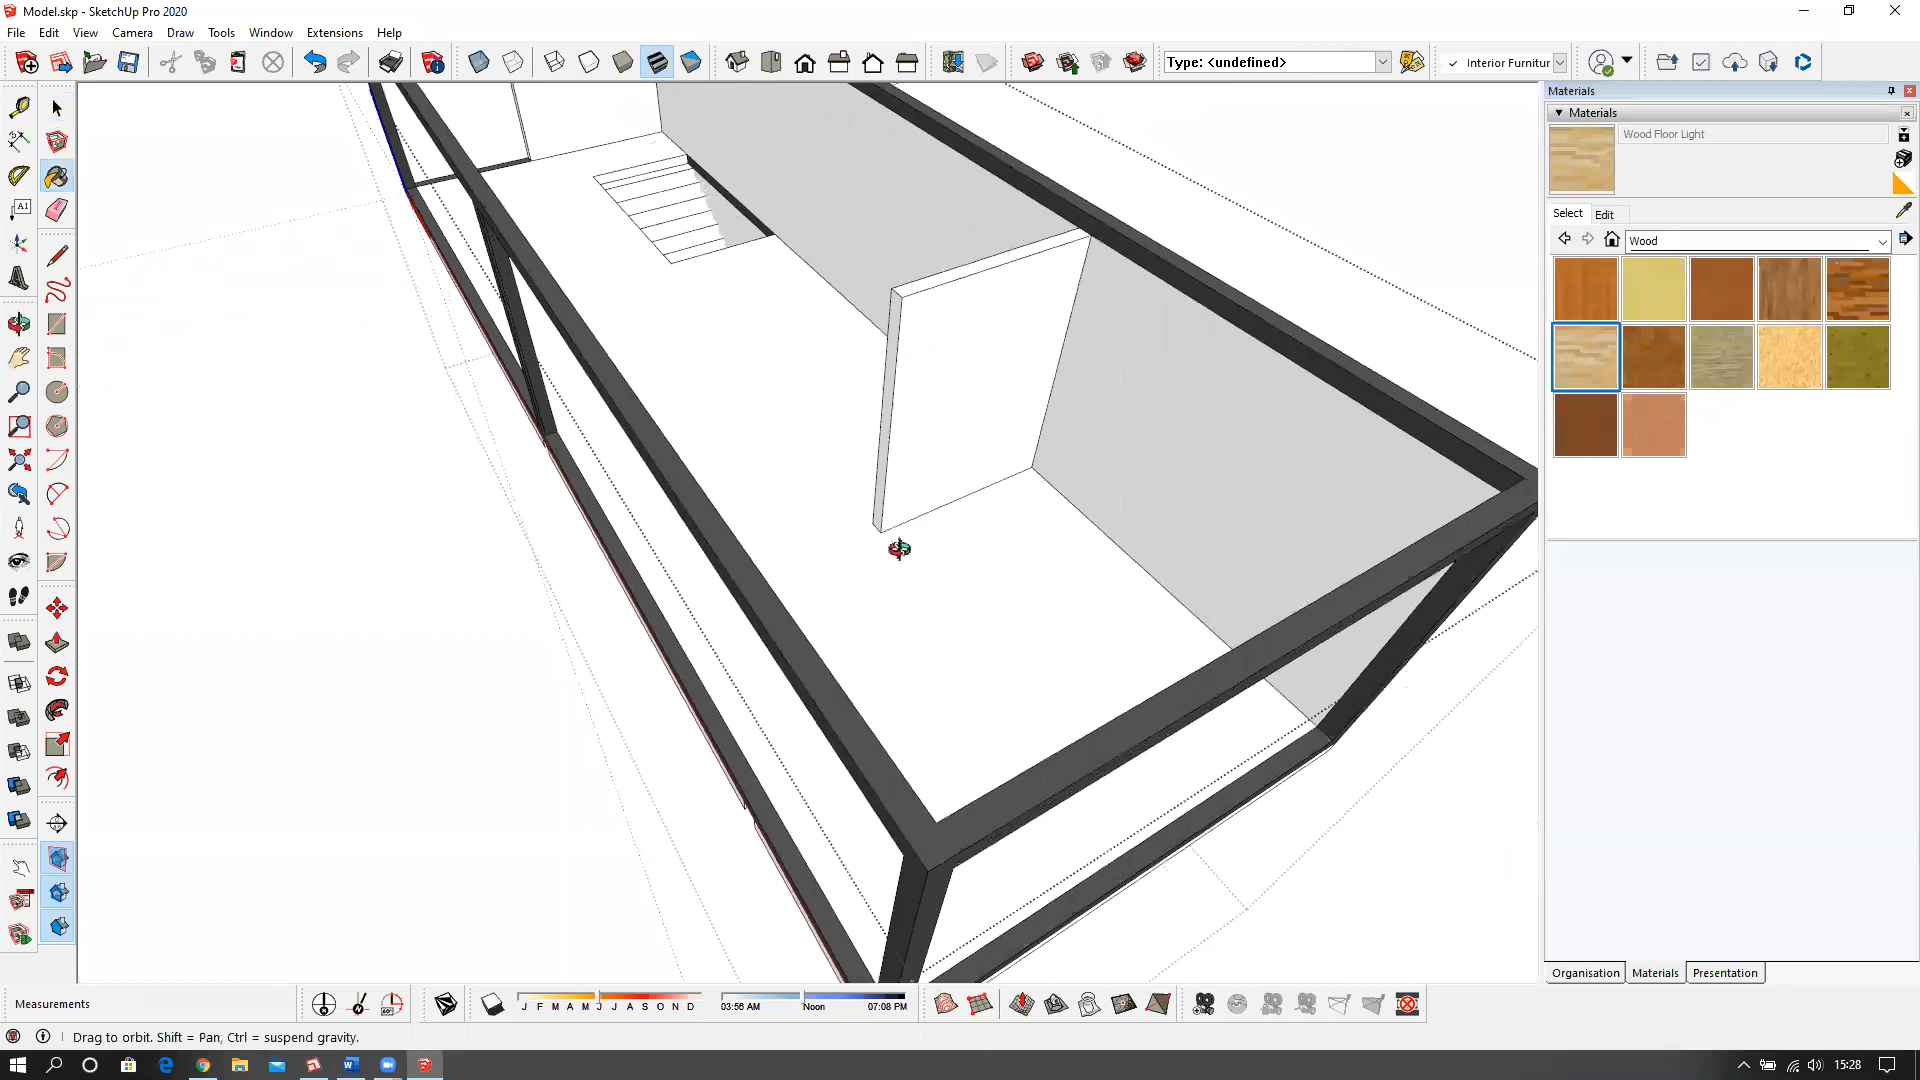 Model.skp - SketchUp Pro 2020
File Edit View Camera Draw Tools Window Extensions Help
Type: <undefined>
Interior Furnitur
Materials
Materials
Wood Floor Light
Select Edit
Wood
A1
Organisation Materials Presentation
Measurements
J F M A M J J A S O N D
03:56 AM Noon 07:08 PM
Drag to orbit. Shift = Pan, Ctrl = suspend gravity.
15:28